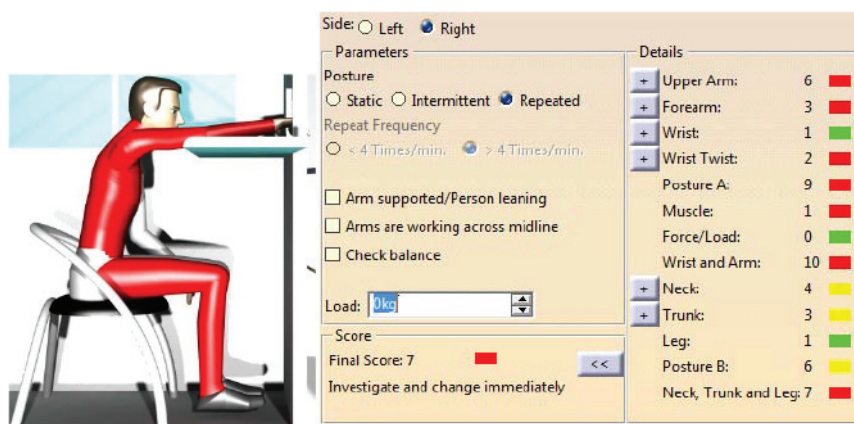 Side: Left Right
Parameters
Posture
Static Intermittent Repeated
Repeat Frequency
< 4 Times/min. > 4 Times/min.
Arm supported/Person leaning
Arms are working across midline
Check balance
Load: 0kg
Score
Final Score: 7 <<
Investigate and change immediately
Details
+ Upper Arm: 6
+ Forearm: 3
+ Wrist: 1
+ Wrist Twist: 2
Posture A: 9
Muscle: 1
Force/Load: 0
Wrist and Arm: 10
+ Neck: 4
+ Trunk: 3
Leg: 1
Posture B: 6
Neck, Trunk and Leg: 7